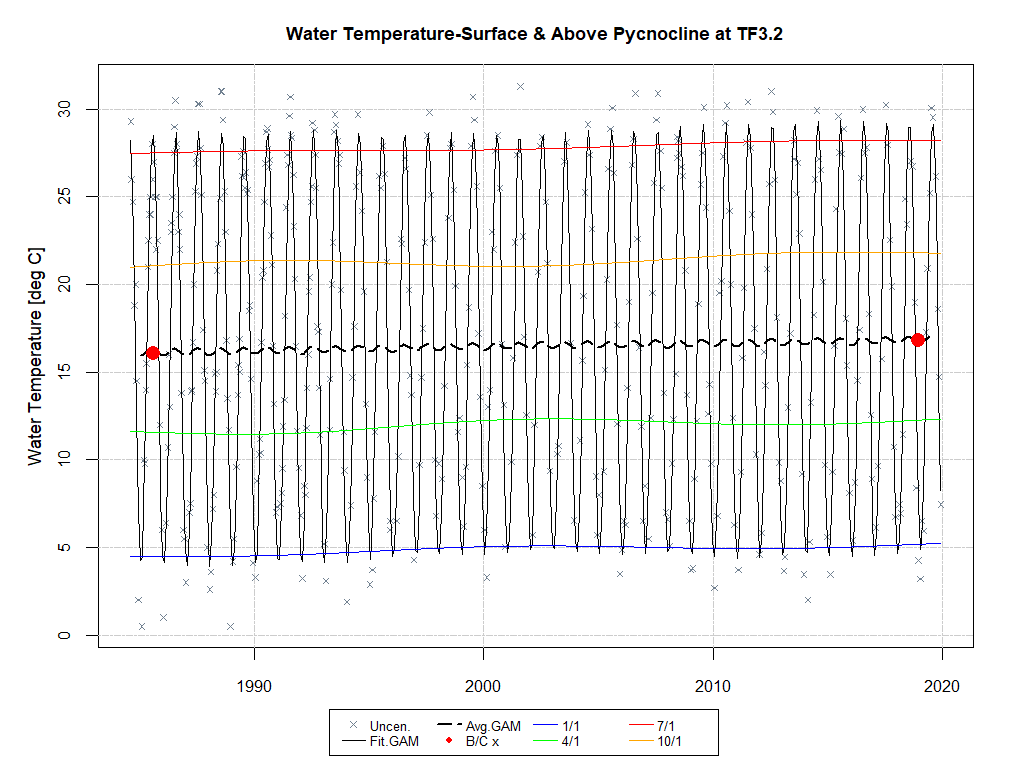 Water Temperature-Surface & Above Pycnocline at TF3.2
Water Temperature [deg C]
30
25
20
15
10
5
0
1990 2000 2010 2020
Uncen. Avg.GAM 1/1 7/1
Fit.GAM B/C x 4/1 10/1